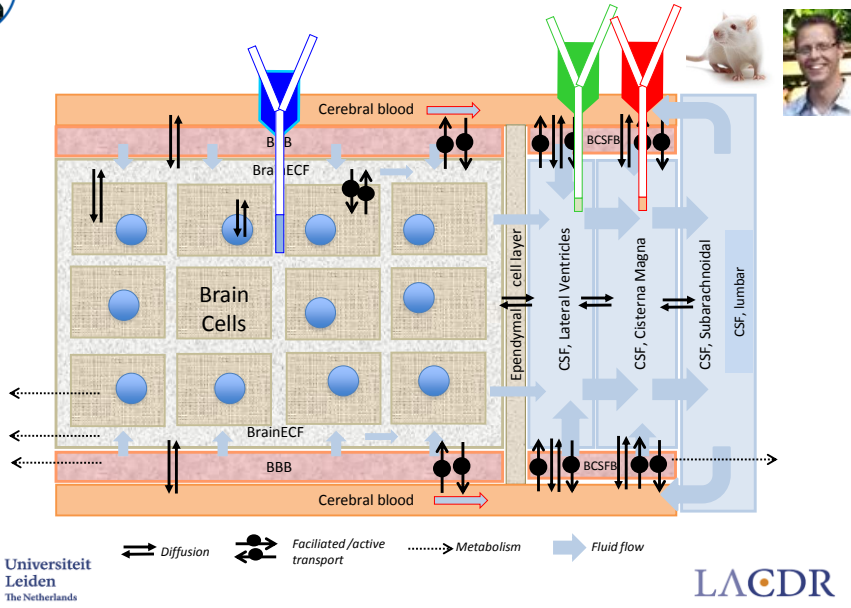 Cerebral blood
BBB
BrainECF
BCSFB
Brain
Cells
Ependymal cell layer
CSF, Lateral Ventricles
CSF, Cisterna Magna
CSF, Subarachnoidal
CSF, lumbar
BrainECF
BBB
BCSFB
Cerebral blood
Diffusion
Faciliated /active
transport
Metabolism
Fluid flow
Universiteit
Leiden
The Netherlands
LACDR